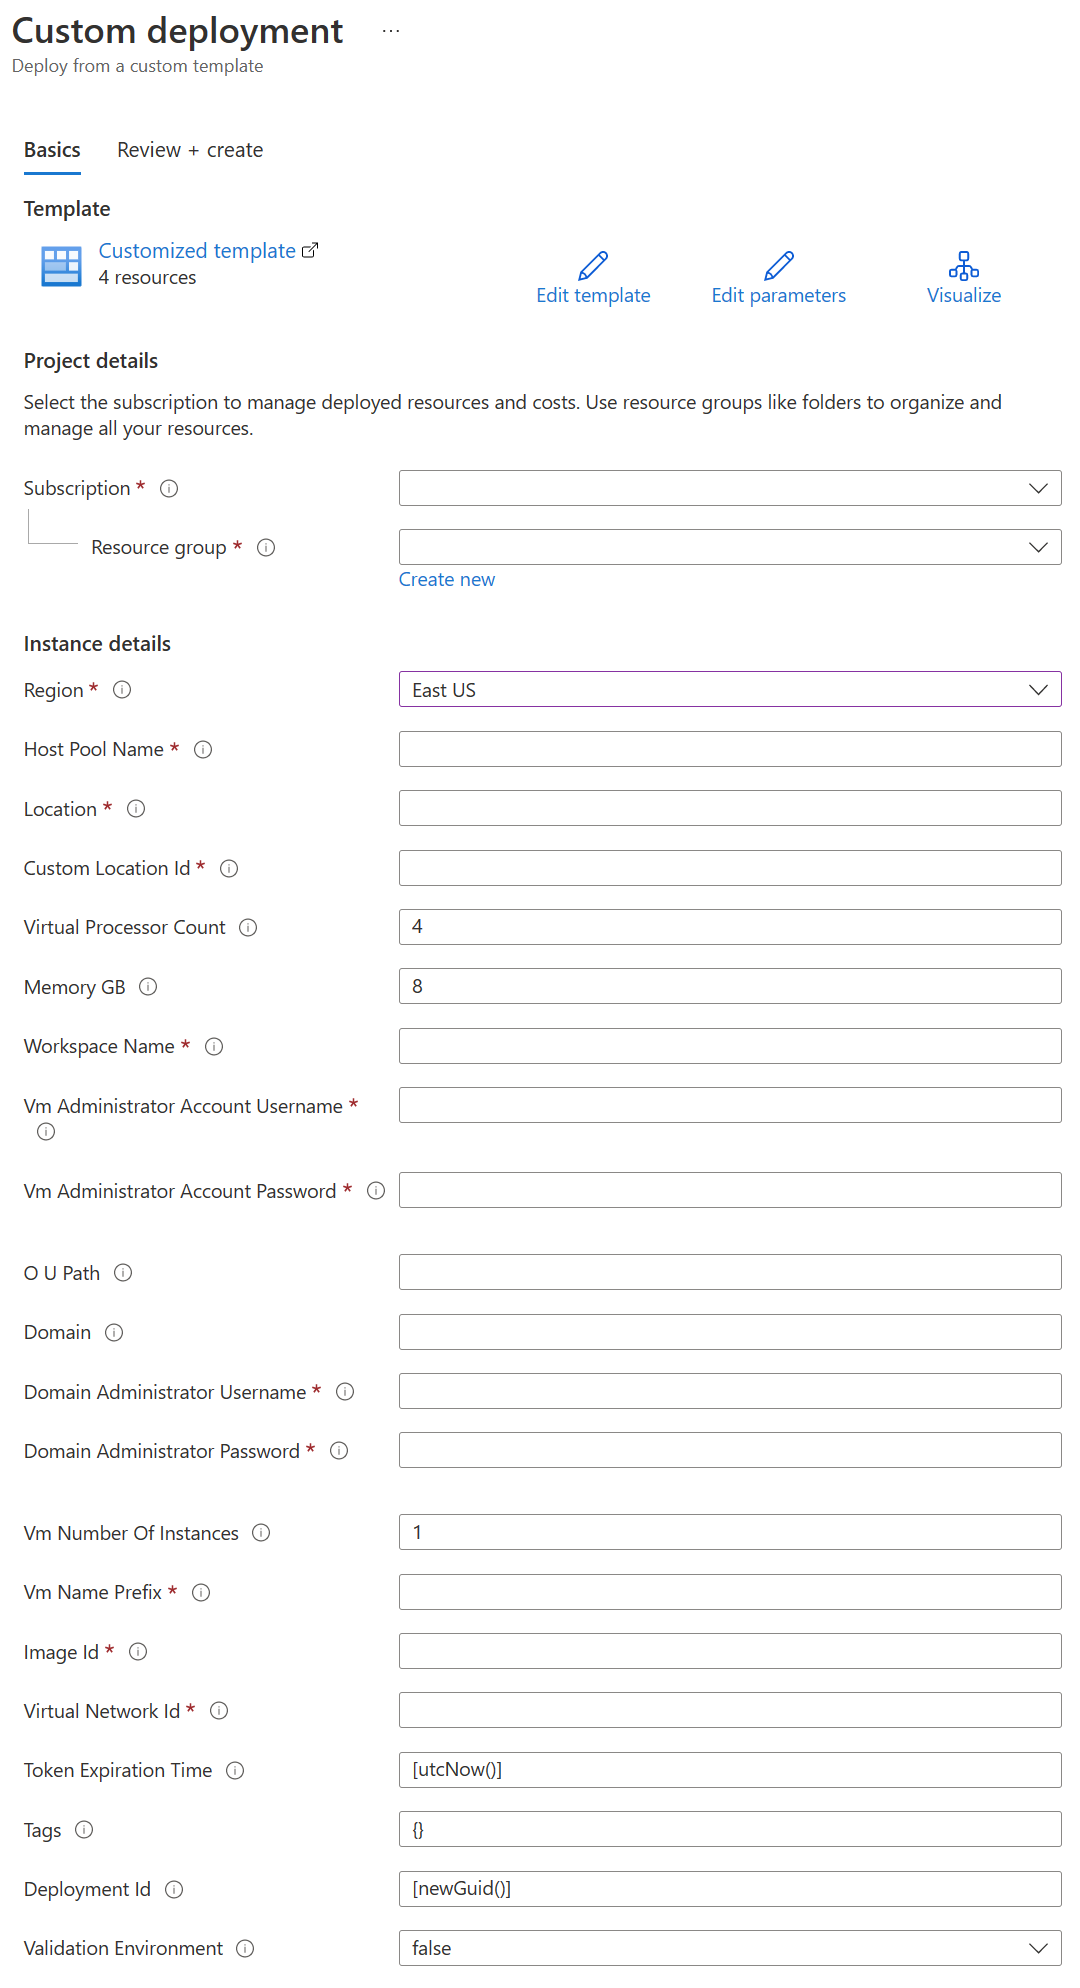 Custom deployment ...
Deploy from a custom template
Basics Review + create
Template
Customized template
4 resources
Edit template Edit parameters Visualize
Project details
Select the subscription to manage deployed resources and costs. Use resource groups like folders to organize and
manage all your resources.
Subscription *
Resource group *
Create new
Instance details
Region * East US
Host Pool Name *
Location *
Custom Location Id *
Virtual Processor Count 4
Memory GB 8
Workspace Name *
Vm Administrator Account Username *
Vm Administrator Account Password *
O U Path
Domain
Domain Administrator Username *
Domain Administrator Password *
Vm Number Of Instances 1
Vm Name Prefix *
Image Id *
Virtual Network Id *
Token Expiration Time [utcNow()]
Tags {}
Deployment Id [newGuid()]
Validation Environment false